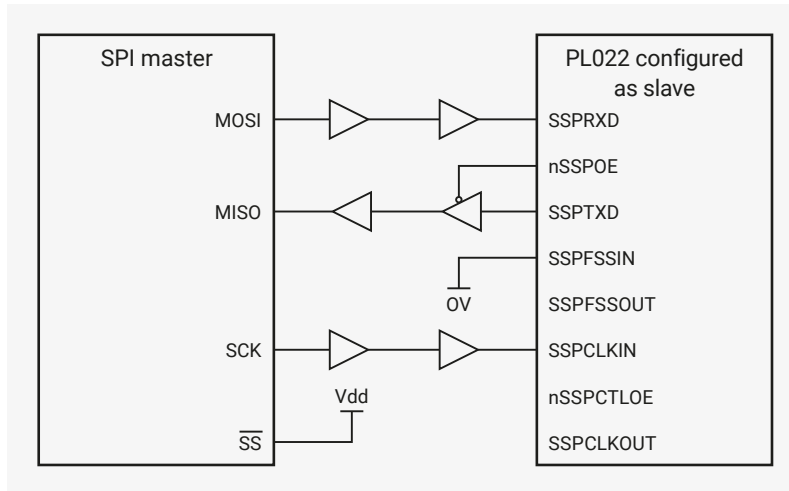 SPI master
PL022 configured
as slave
MOSI
SSPRXD
nSSPOE
MISO
SSPTXD
SSPFSSIN
0V
SSPFSSOUT
SCK
SSPCLKIN
Vdd
nSSPCTLOE
SS
SSPCLKOUT